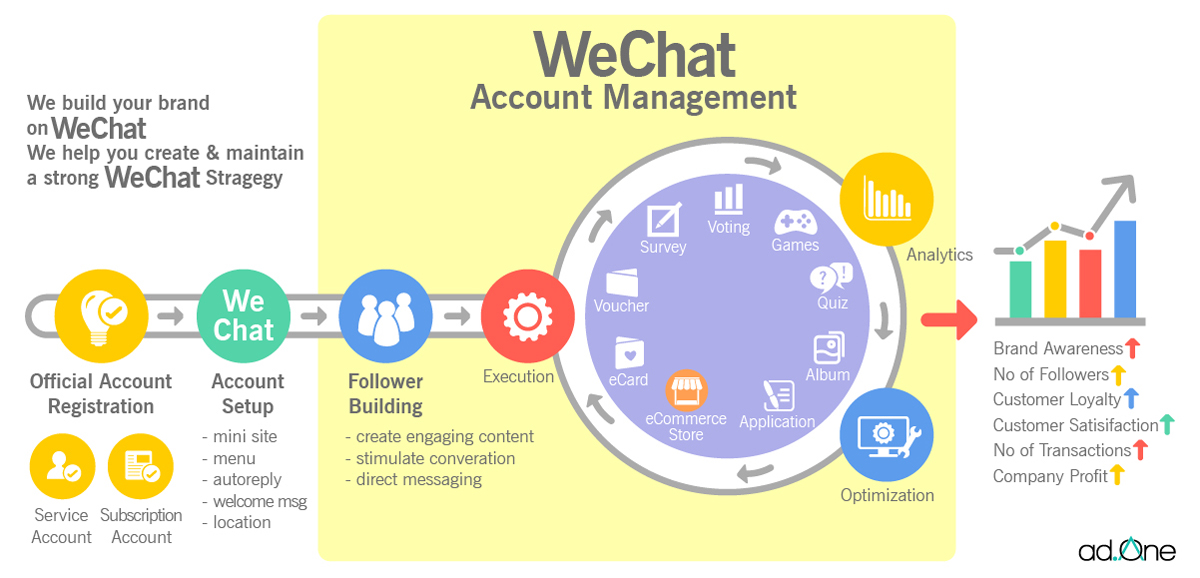 We build your brand
on WeChat
We help you create & maintain
a strong WeChat Stragegy
WeChat
Account Management
We
Chat
Official Account
Registration
Service
Account
Subscription
Account
Account
Setup
- mini site
- menu
- autoreply
- welcome msg
- location
Follower
Building
- create engaging content
- stimulate converation
- direct messaging
Execution
Survey
Voting
Games
Quiz
Album
Application
eCommerce
Store
eCard
Voucher
Analytics
Optimization
Brand Awareness
No of Followers
Customer Loyalty
Customer Satisifaction
No of Transactions
Company Profit
ad.One